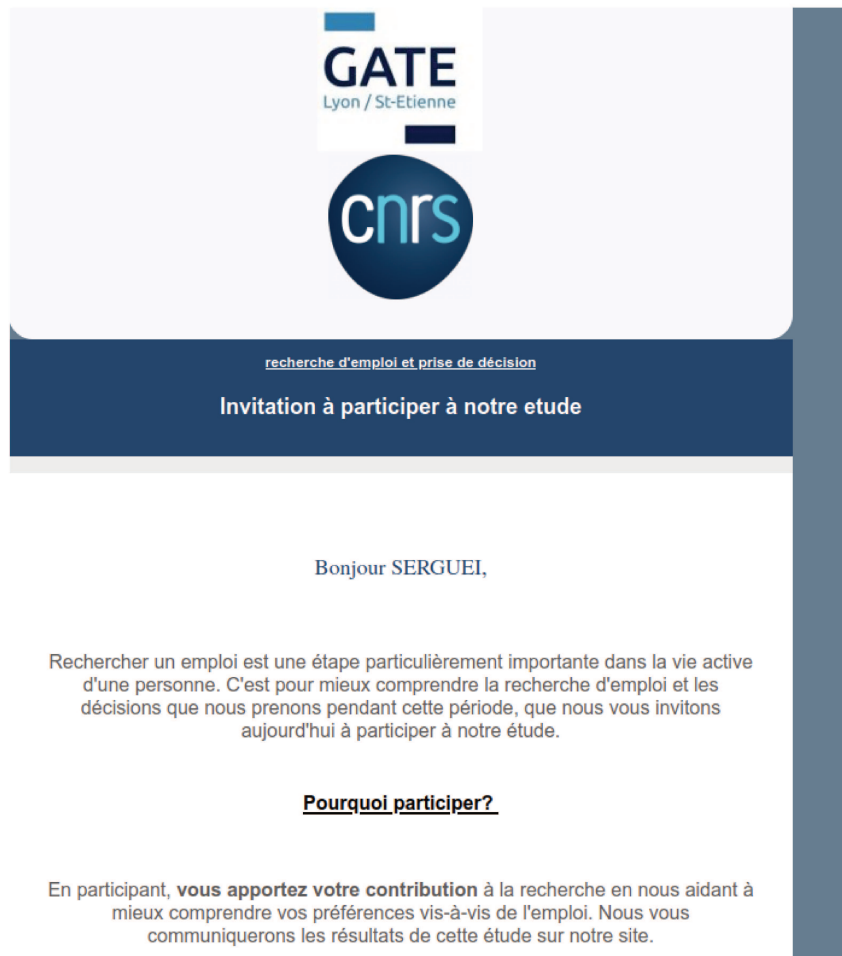 GATE
Lyon / St-Etienne
cnrs
recherche d'emploi et prise de décision
Invitation à participer à notre etude
Bonjour SERGUEI,
Rechercher un emploi est une étape particulièrement importante dans la vie active
d'une personne. C'est pour mieux comprendre la recherche d'emploi et les
décisions que nous prenons pendant cette période, que nous vous invitons
aujourd'hui à participer à notre étude.
Pourquoi participer?
En participant, vous apportez votre contribution à la recherche en nous aidant à
mieux comprendre vos préférences vis-à-vis de l'emploi. Nous vous
communiquerons les résultats de cette étude sur notre site.